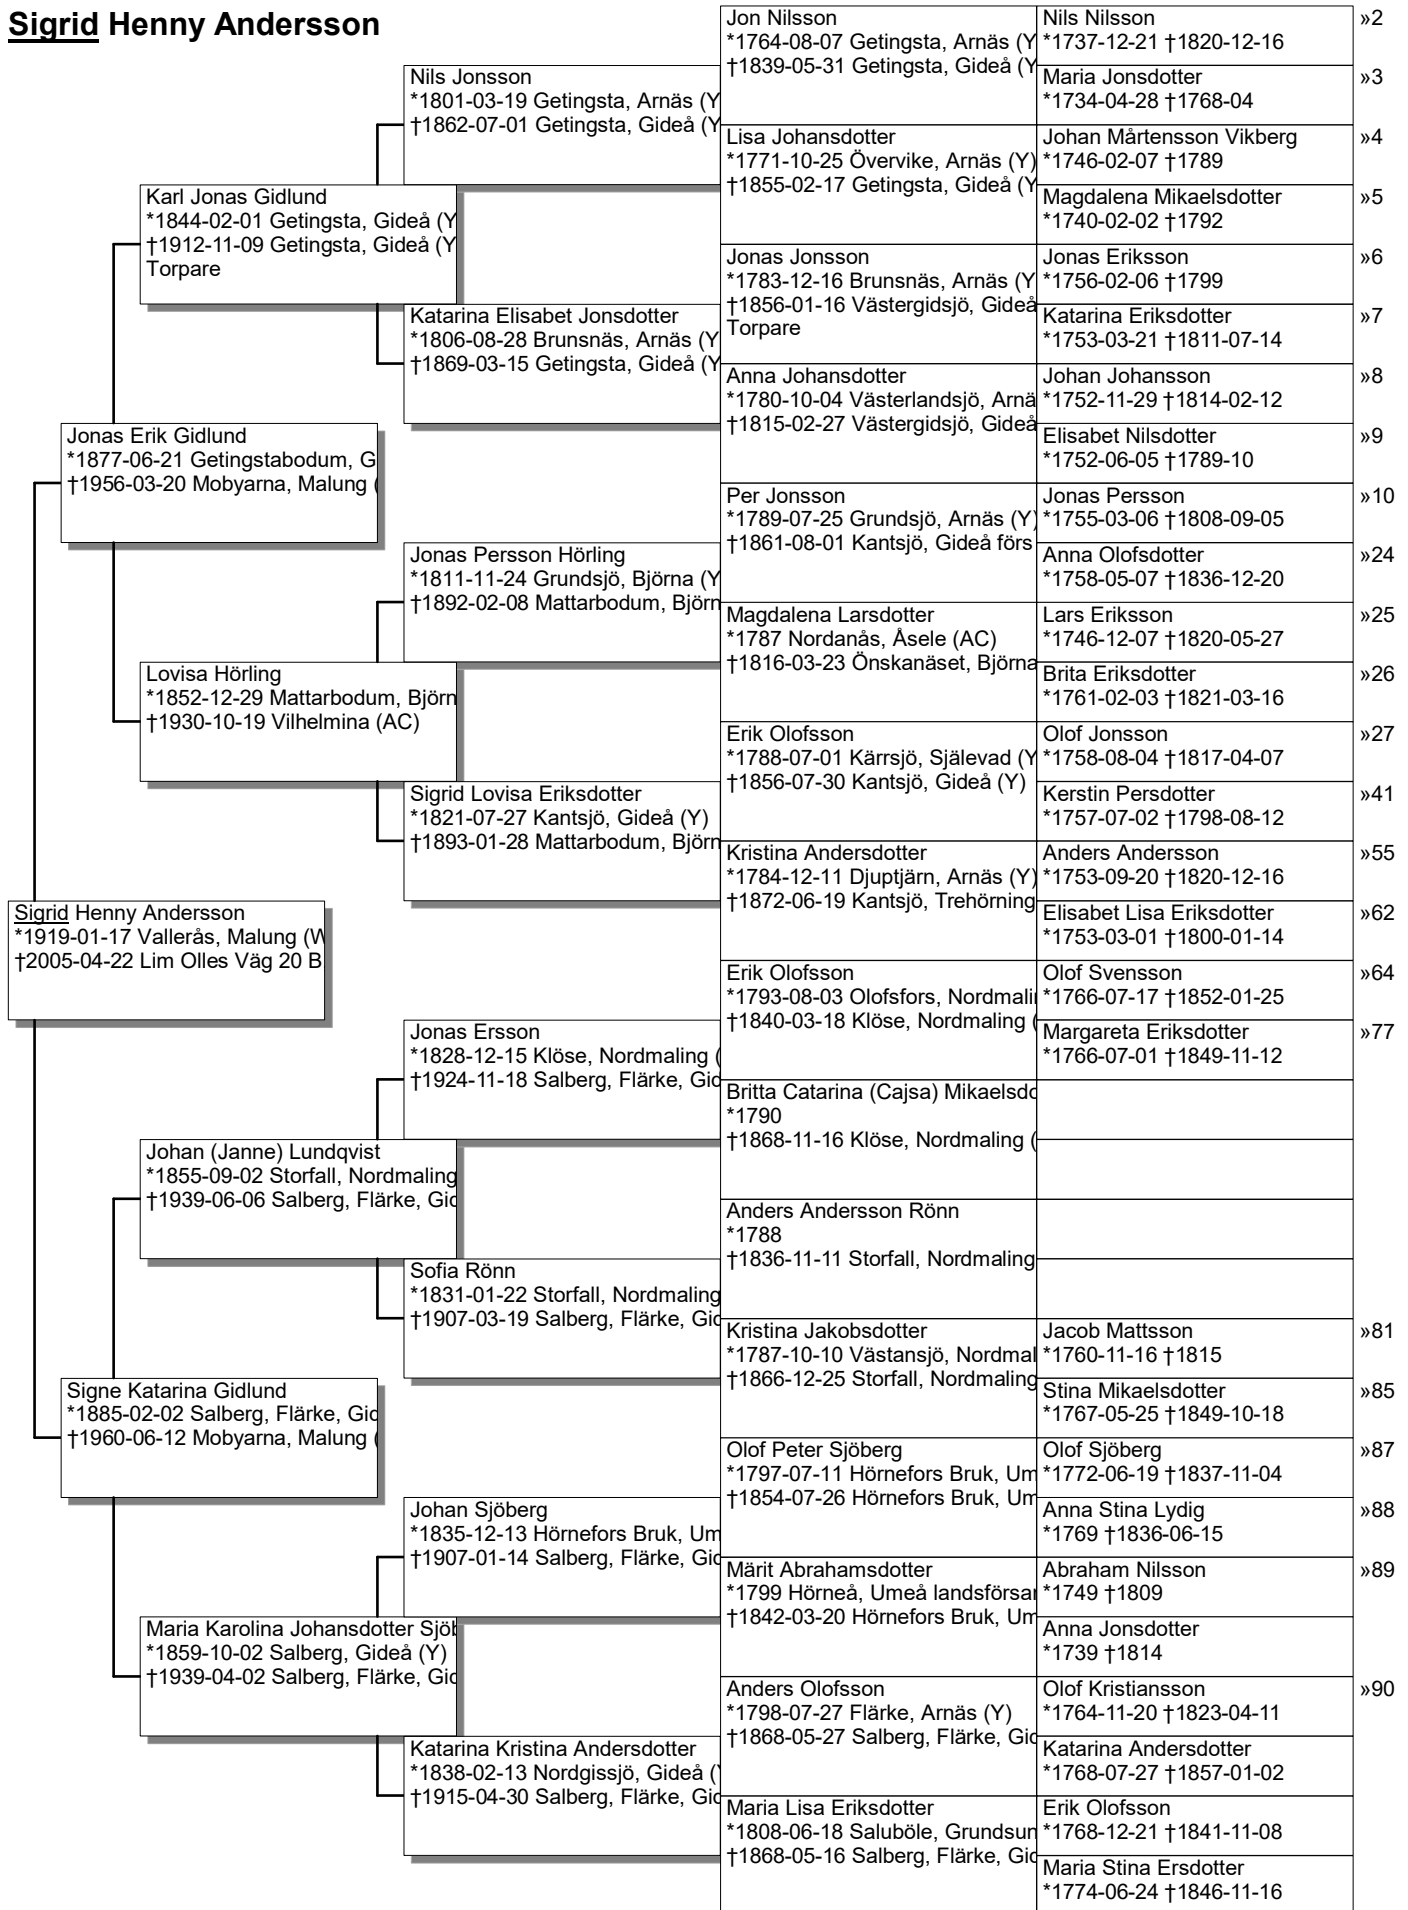 Sigrid Henny Andersson
Sigrid Henny Andersson
*1919-01-17 Vallerås, Malung (W
†2005-04-22 Lim Olles Väg 20 B
Jonas Erik Gidlund
*1877-06-21 Getingstabodum, G
†1956-03-20 Mobyarna, Malung (
Signe Katarina Gidlund
*1885-02-02 Salberg, Flärke, Gid
†1960-06-12 Mobyarna, Malung (
Karl Jonas Gidlund
*1844-02-01 Getingsta, Gideå (Y
†1912-11-09 Getingsta, Gideå (Y
Torpare
Lovisa Hörling
*1852-12-29 Mattarbodum, Björn
†1930-10-19 Vilhelmina (AC)
Johan (Janne) Lundqvist
*1855-09-02 Storfall, Nordmaling
†1939-06-06 Salberg, Flärke, Gid
Maria Karolina Johansdotter Sjöb
*1859-10-02 Salberg, Gideå (Y)
†1939-04-02 Salberg, Flärke, Gid
Nils Jonsson
*1801-03-19 Getingsta, Arnäs (Y
†1862-07-01 Getingsta, Gideå (Y
Katarina Elisabet Jonsdotter
*1806-08-28 Brunsnäs, Arnäs (Y
†1869-03-15 Getingsta, Gideå (Y
Jonas Persson Hörling
*1811-11-24 Grundsjö, Björna (Y
†1892-02-08 Mattarbodum, Björn
Sigrid Lovisa Eriksdotter
*1821-07-27 Kantsjö, Gideå (Y)
†1893-01-28 Mattarbodum, Björn
Jonas Ersson
*1828-12-15 Klöse, Nordmaling (
†1924-11-18 Salberg, Flärke, Gid
Sofia Rönn
*1831-01-22 Storfall, Nordmaling
†1907-03-19 Salberg, Flärke, Gid
Johan Sjöberg
*1835-12-13 Hörnefors Bruk, Um
†1907-01-14 Salberg, Flärke, Gid
Katarina Kristina Andersdotter
*1838-02-13 Nordgissjö, Gideå (Y
†1915-04-30 Salberg, Flärke, Gid
Jon Nilsson
*1764-08-07 Getingsta, Arnäs (Y
†1839-05-31 Getingsta, Gideå (Y
Lisa Johansdotter
*1771-10-25 Övervike, Arnäs (Y)
†1855-02-17 Getingsta, Gideå (Y
Jonas Jonsson
*1783-12-16 Brunsnäs, Arnäs (Y
†1856-01-16 Västergidsjö, Gideå
Torpare
Anna Johansdotter
*1780-10-04 Västerlandsjö, Arnä
†1815-02-27 Västergidsjö, Gideå
Per Jonsson
*1789-07-25 Grundsjö, Arnäs (Y)
†1861-08-01 Kantsjö, Gideå förs
Magdalena Larsdotter
*1787 Nordanås, Åsele (AC)
†1816-03-23 Önskanäset, Björna
Erik Olofsson
*1788-07-01 Kärrsjö, Själevad (Y
†1856-07-30 Kantsjö, Gideå (Y)
Kristina Andersdotter
*1784-12-11 Djuptjärn, Arnäs (Y)
†1872-06-19 Kantsjö, Trehörning
Erik Olofsson
*1793-08-03 Olofsfors, Nordmalin
†1840-03-18 Klöse, Nordmaling (
Britta Catarina (Cajsa) Mikaelsdo
*1790
†1868-11-16 Klöse, Nordmaling (
Anders Andersson Rönn
*1788
†1836-11-11 Storfall, Nordmaling
Kristina Jakobsdotter
*1787-10-10 Västansjö, Nordmal
†1866-12-25 Storfall, Nordmaling
Olof Peter Sjöberg
*1797-07-11 Hörnefors Bruk, Um
†1854-07-26 Hörnefors Bruk, Um
Märit Abrahamsdotter
*1799 Hörneå, Umeå landsförsam
†1842-03-20 Hörnefors Bruk, Um
Anders Olofsson
*1798-07-27 Flärke, Arnäs (Y)
†1868-05-27 Salberg, Flärke, Gid
Maria Lisa Eriksdotter
*1808-06-18 Saluböle, Grundsun
†1868-05-16 Salberg, Flärke, Gid
Nils Nilsson »2
*1737-12-21 †1820-12-16
Maria Jonsdotter »3
*1734-04-28 †1768-04
Johan Mårtensson Vikberg »4
*1746-02-07 †1789
Magdalena Mikaelsdotter »5
*1740-02-02 †1792
Jonas Eriksson »6
*1756-02-06 †1799
Katarina Eriksdotter »7
*1753-03-21 †1811-07-14
Johan Johansson »8
*1752-11-29 †1814-02-12
Elisabet Nilsdotter »9
*1752-06-05 †1789-10
Jonas Persson »10
*1755-03-06 †1808-09-05
Anna Olofsdotter »24
*1758-05-07 †1836-12-20
Lars Eriksson »25
*1746-12-07 †1820-05-27
Brita Eriksdotter »26
*1761-02-03 †1821-03-16
Olof Jonsson »27
*1758-08-04 †1817-04-07
Kerstin Persdotter »41
*1757-07-02 †1798-08-12
Anders Andersson »55
*1753-09-20 †1820-12-16
Elisabet Lisa Eriksdotter »62
*1753-03-01 †1800-01-14
Olof Svensson »64
*1766-07-17 †1852-01-25
Margareta Eriksdotter »77
*1766-07-01 †1849-11-12
Jacob Mattsson »81
*1760-11-16 †1815
Stina Mikaelsdotter »85
*1767-05-25 †1849-10-18
Olof Sjöberg »87
*1772-06-19 †1837-11-04
Anna Stina Lydig »88
*1769 †1836-06-15
Abraham Nilsson »89
*1749 †1809
Anna Jonsdotter
*1739 †1814
Olof Kristiansson »90
*1764-11-20 †1823-04-11
Katarina Andersdotter
*1768-07-27 †1857-01-02
Erik Olofsson
*1768-12-21 †1841-11-08
Maria Stina Ersdotter
*1774-06-24 †1846-11-16